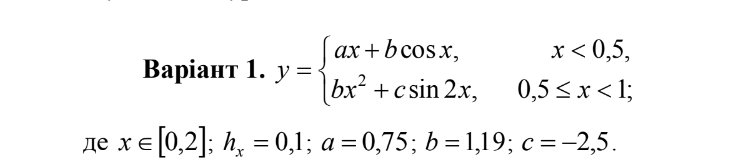 Варіант 1. y = { ax + b cos x, x < 0,5,
bx² + c sin 2x, 0,5 ≤ x < 1;
де x ∈ [0,2]; hₓ = 0,1; a = 0,75; b = 1,19; c = −2,5.